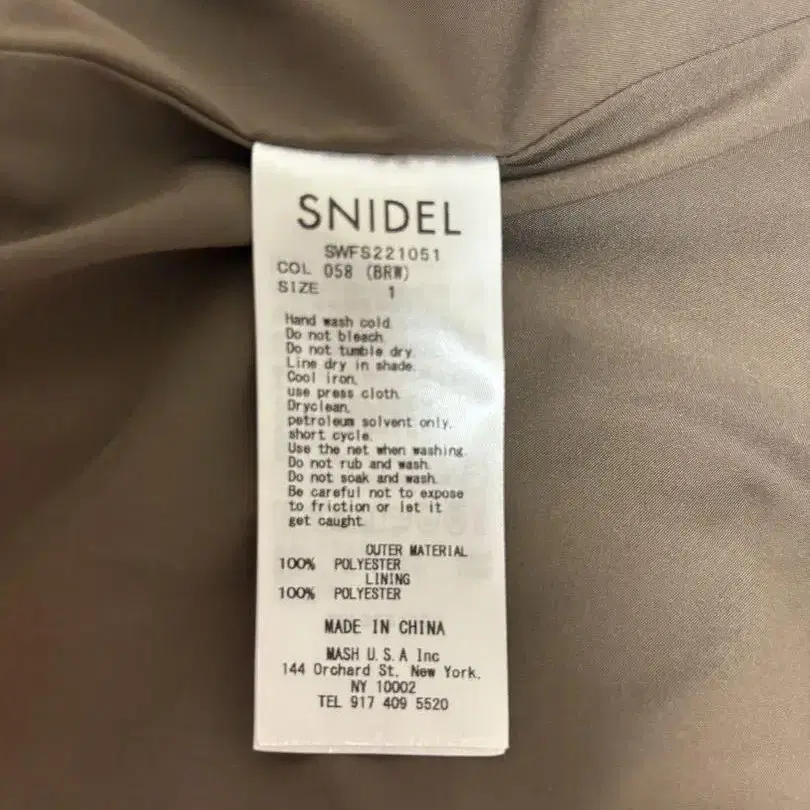 SNIDEL
SWFS221051
COL 058 (BRW)
SIZE 1
Hand wash cold.
Do not bleach.
Do not tumble dry.
Line dry in shade.
Cool iron,
use press cloth.
Dryclean,
petroleum solvent only,
short cycle.
Use the net when washing.
Do not rub and wash.
Do not soak and wash.
Be careful not to expose
to friction or let it
get caught.
OUTER MATERIAL
100% POLYESTER
LINING
100% POLYESTER
MADE IN CHINA
MASH U.S.A Inc
144 Orchard St, New York,
NY 10002
TEL 917 409 5520